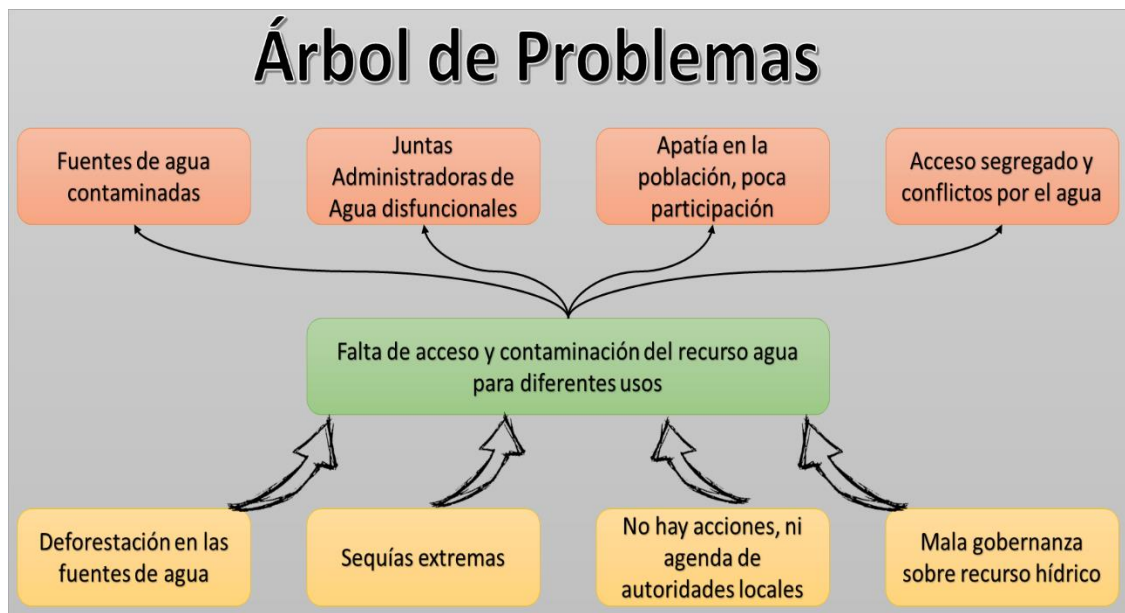 Árbol de Problemas
Fuentes de agua
contaminadas
Juntas
Administradoras de
Agua disfuncionales
Apatía en la
población, poca
participación
Acceso segregado y
conflictos por el agua
Falta de acceso y contaminación del recurso agua
para diferentes usos
Deforestación en las
fuentes de agua
Sequías extremas
No hay acciones, ni
agenda de
autoridades locales
Mala gobernanza
sobre recurso hídrico